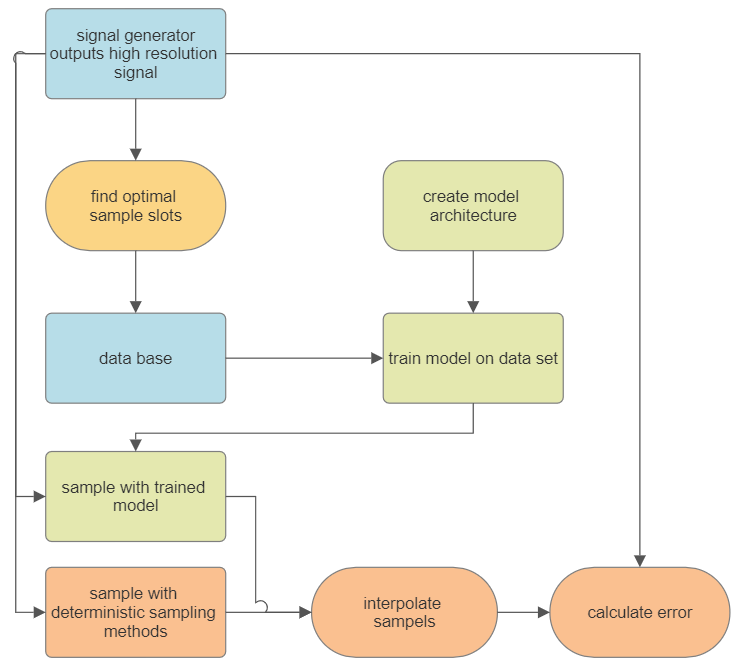 signal generator
outputs high resolution
signal
find optimal
sample slots
create model
architecture
data base
train model on data set
sample with trained
model
sample with
deterministic sampling
methods
interpolate
sampels
calculate error